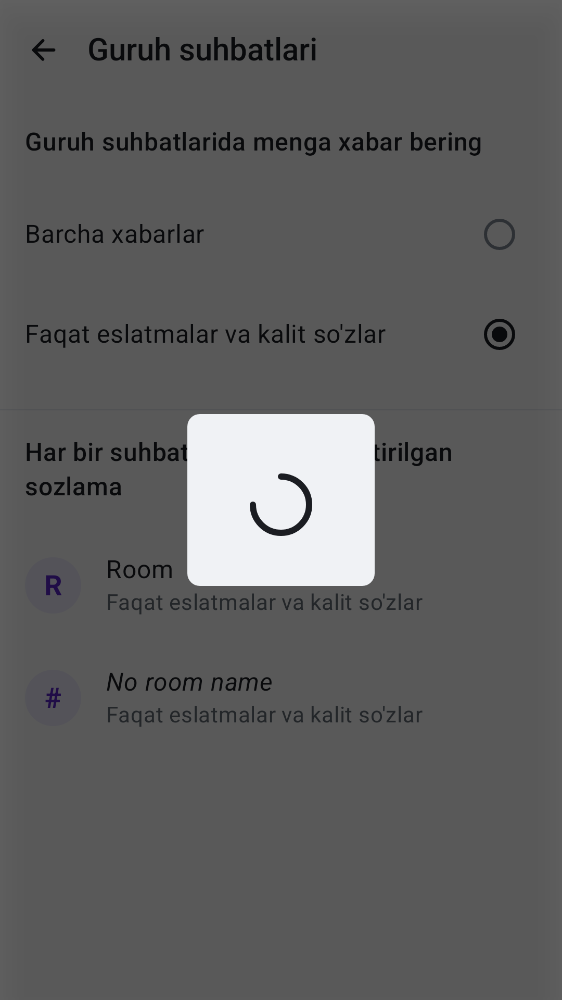 Guruh suhbatlari
Guruh suhbatlarida menga xabar bering
Barcha xabarlar
Faqat eslatmalar va kalit so'zlar
Har bir suhbat tirilgan
sozlama
R
Room
Faqat eslatmalar va kalit so'zlar
#
No room name
Faqat eslatmalar va kalit so'zlar